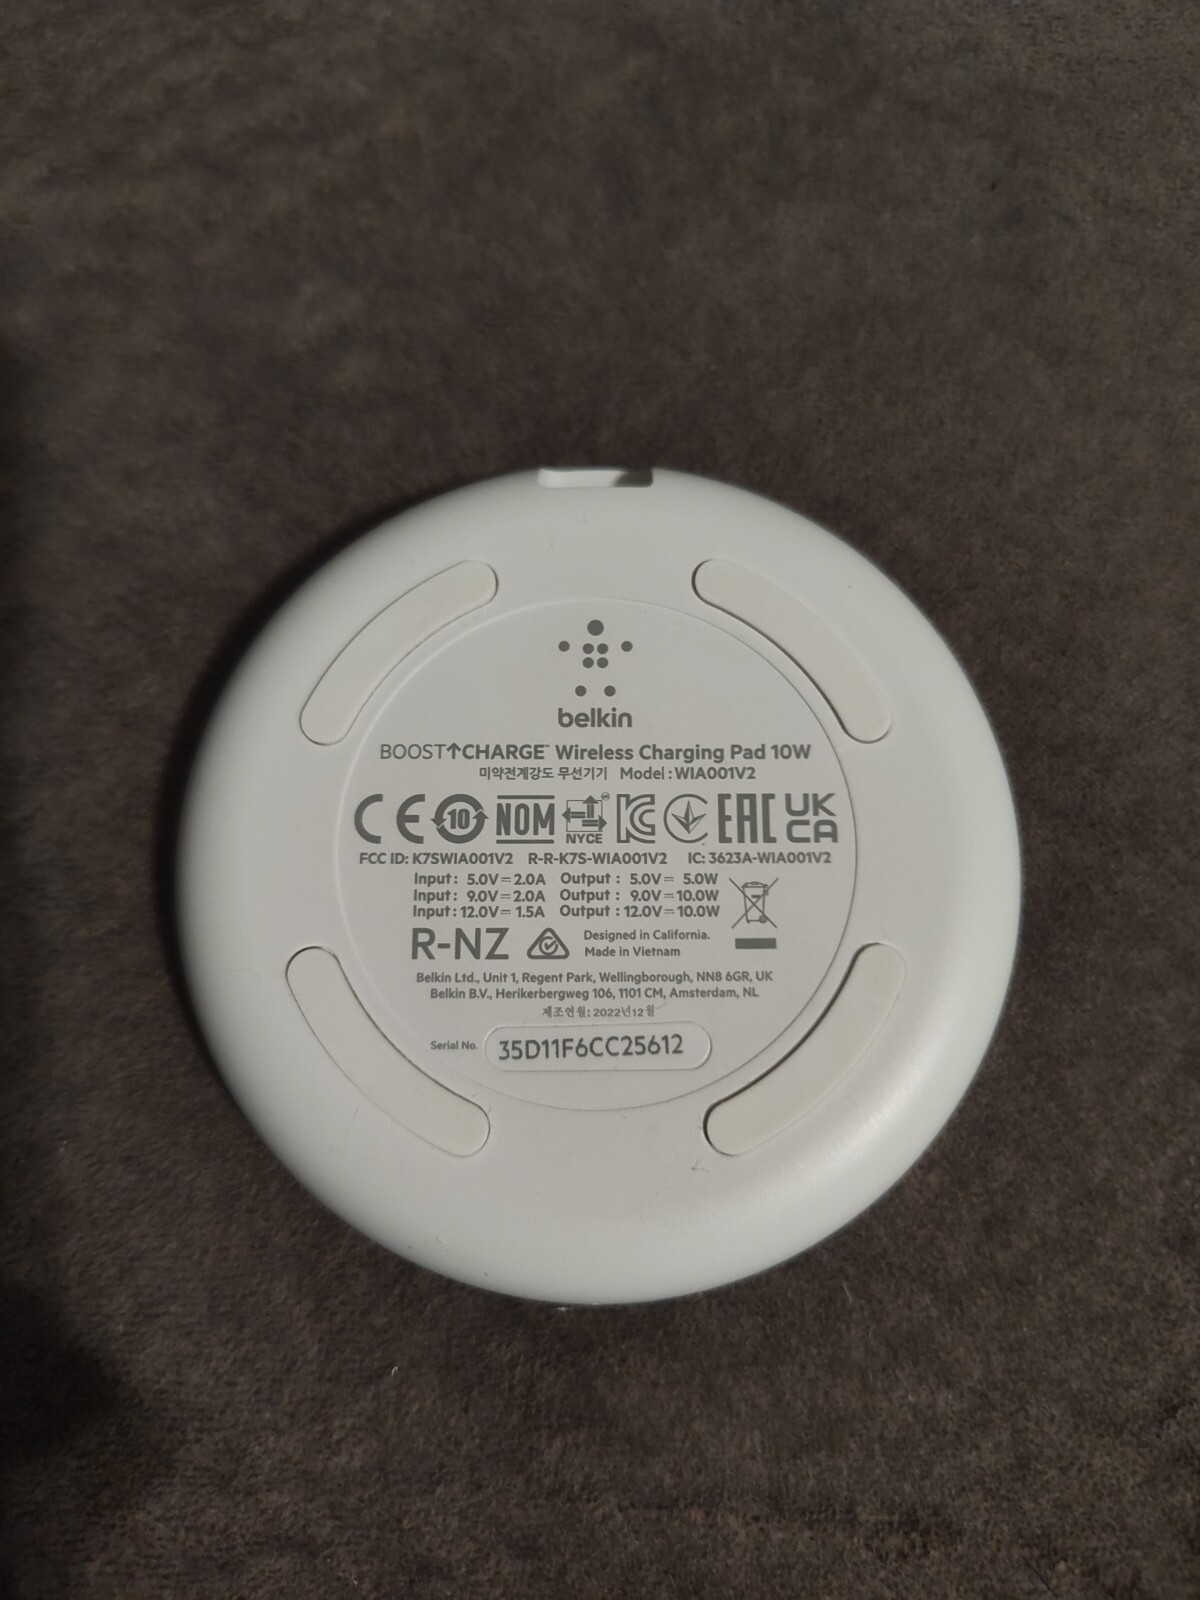 belkin
BOOST↑CHARGE™ Wireless Charging Pad 10W
미약전계강도 무선기기 Model : WIA001V2
CE 10 NOM NYCE KC EAC UK CA
FCC ID: K7SWIA001V2 R-R-K7S-WIA001V2 IC: 3623A-WIA001V2
Input : 5.0V⎓2.0A Output : 5.0V⎓ 5.0W
Input : 9.0V⎓2.0A Output : 9.0V⎓10.0W
Input : 12.0V⎓ 1.5A Output : 12.0V⎓10.0W
R-NZ
Designed in California.
Made in Vietnam
Belkin Ltd., Unit 1, Regent Park, Wellingborough, NN8 6GR, UK
Belkin B.V., Herikerbergweg 106, 1101 CM, Amsterdam, NL
제조연월: 2022년12월
Serial No. 35D11F6CC25612